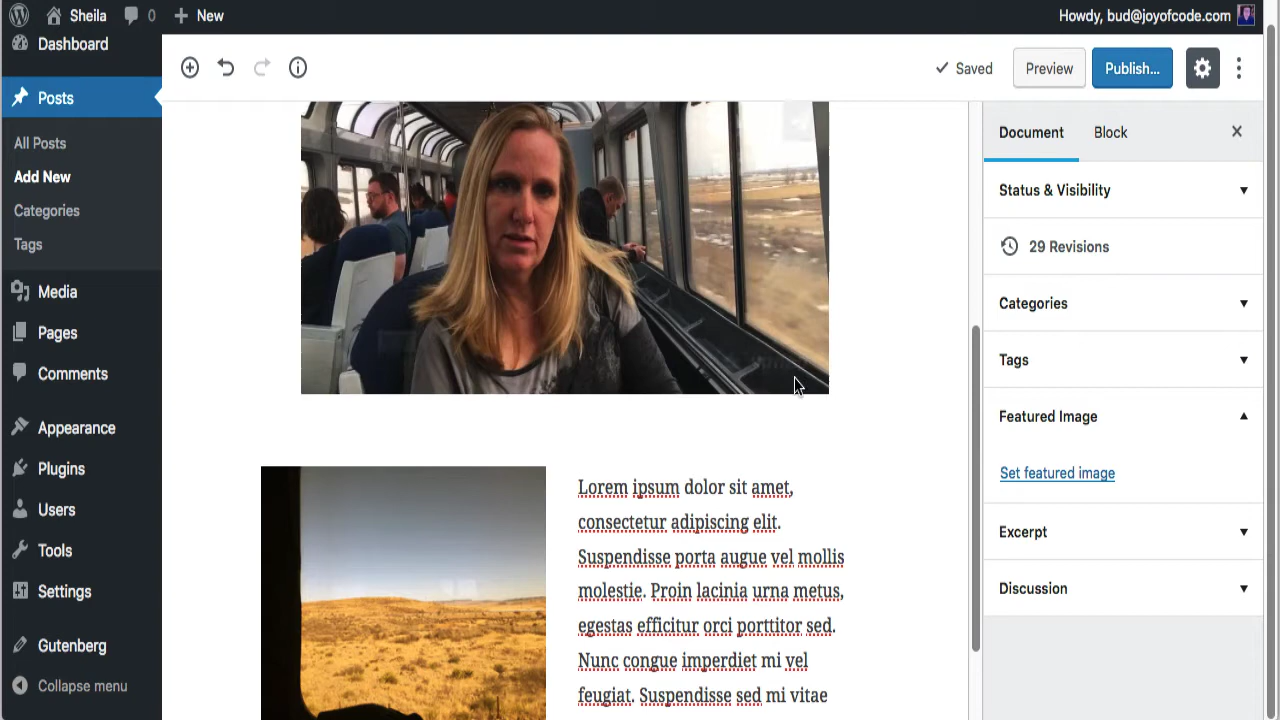 Sheila
0
New
Howdy, bud@joyofcode.com
Dashboard
Posts
All Posts
Add New
Categories
Tags
Media
Pages
Comments
Appearance
Plugins
Users
Tools
Settings
Gutenberg
Collapse menu
Saved
Preview
Publish...
Lorem ipsum dolor sit amet,
consectetur adipiscing elit.
Suspendisse porta augue vel mollis
molestie. Proin lacinia urna metus,
egestas efficitur orci porttitor sed.
Nunc congue imperdiet mi vel
feugiat. Suspendisse sed mi vitae
Document
Block
Status & Visibility
29 Revisions
Categories
Tags
Featured Image
Set featured image
Excerpt
Discussion